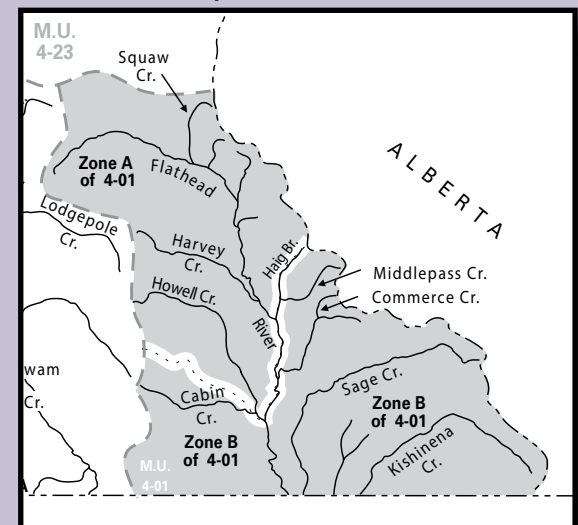 M.U.
4-23
Squaw
Cr.
ALBERTA
Zone A
of 4-01
Flathead
Lodgepole
Cr.
Harvey
Cr.
Haig Br.
Middlepass Cr.
Commerce Cr.
Howell Cr.
River
wam
Cr.
Cabin
Cr.
Sage Cr.
Zone B
of 4-01
Zone B
of 4-01
Kishinena
Cr.
M.U.
4-01